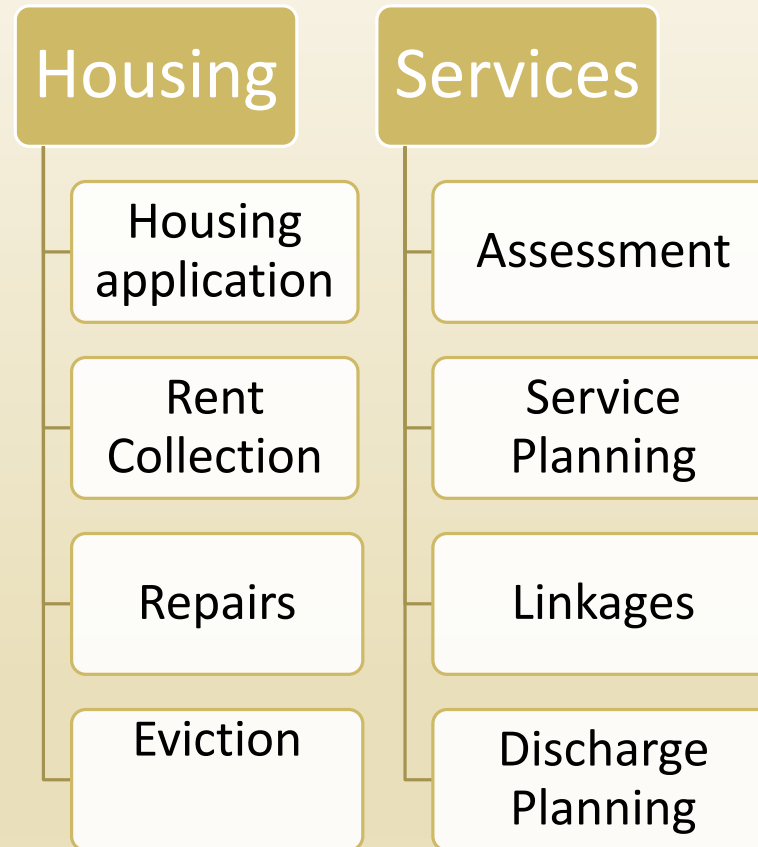 Housing
Housing
application
Rent
Collection
Repairs
Eviction
Services
Assessment
Service
Planning
Linkages
Discharge
Planning